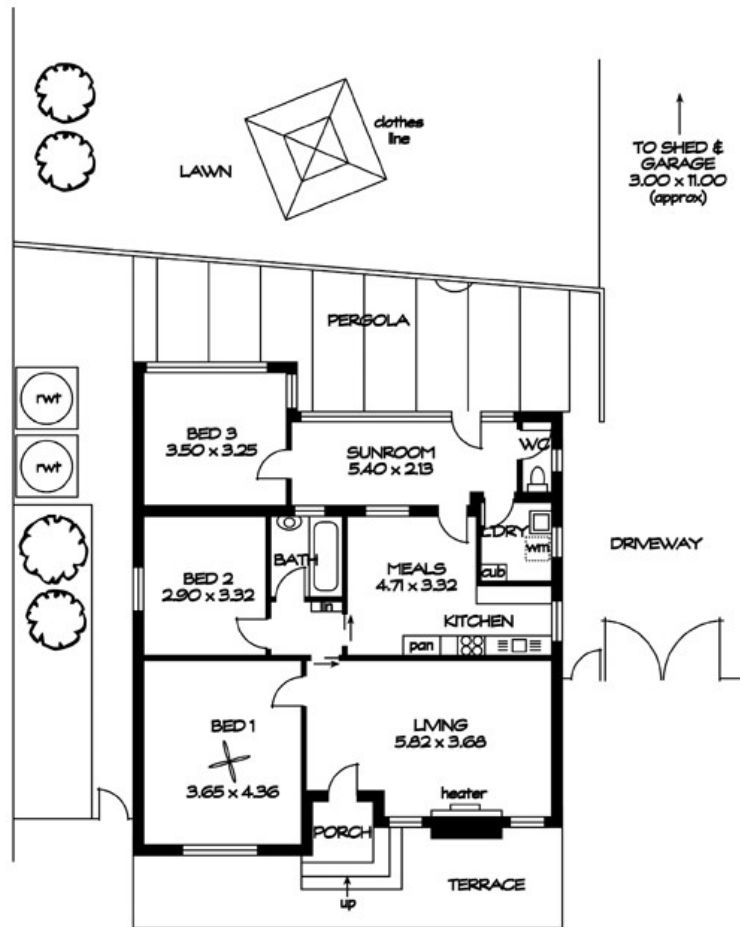 clothes
line
LAWN
TO SHED &
GARAGE
3.00 x 11.00
(approx)
PERGOLA
rwt
BED 3
3.50 x 3.25
SUNROOM
5.40 x 2.13
WC
rwt
L'DRY
wm
DRIVEWAY
BATH
MEALS
4.71 x 3.32
BED 2
2.90 x 3.32
cub
lin
KITCHEN
pan
BED 1
3.65 x 4.36
LIVING
5.82 x 3.68
heater
PORCH
TERRACE
up